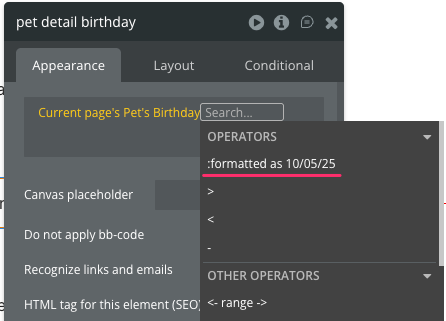 pet detail birthday
Appearance
Layout
Conditional
Current page's Pet's Birthday
Search...
OPERATORS
:formatted as 10/05/25
Canvas placeholder
>
Do not apply bb-code
<
-
Recognize links and emails
OTHER OPERATORS
HTML tag for this element (SEO)
<- range ->